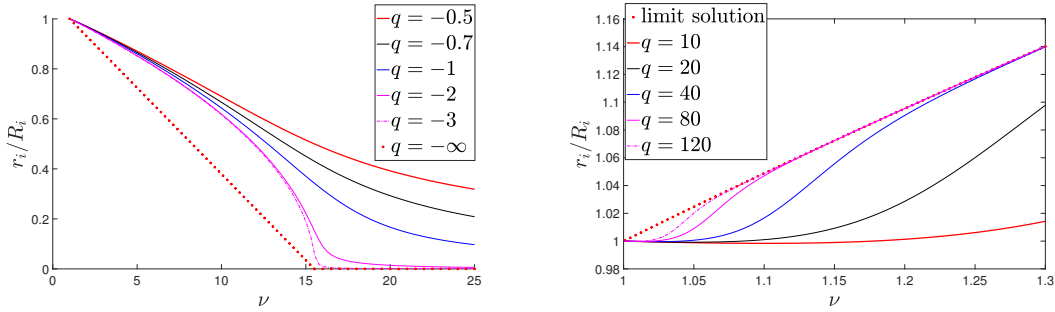 1
0.8
0.6
0.4
0.2
0
r_i/R_i
0 5 10 15 20 25
ν
q = −0.5
q = −0.7
q = −1
q = −2
q = −3
q = −∞
1.16
1.14
1.12
1.1
1.08
1.06
1.04
1.02
1
0.98
r_i/R_i
1 1.05 1.1 1.15 1.2 1.25 1.3
ν
limit solution
q = 10
q = 20
q = 40
q = 80
q = 120